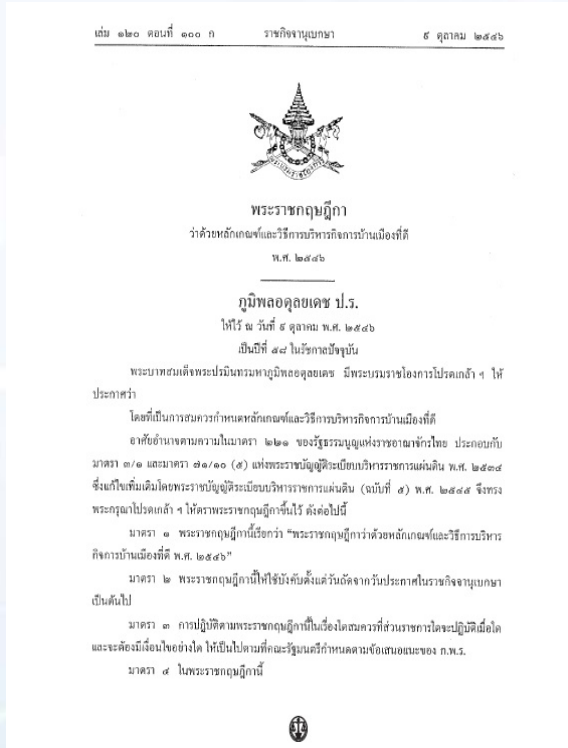 เล่ม ๑๒๐ ตอนที่ ๑๐๐ ก ราชกิจจานุเบกษา ๙ ตุลาคม ๒๕๔๖
พระราชกฤษฎีกา
ว่าด้วยหลักเกณฑ์และวิธีการบริหารกิจการบ้านเมืองที่ดี
พ.ศ. ๒๕๔๖
ภูมิพลอดุลยเดช ป.ร.
ให้ไว้ ณ วันที่ ๙ ตุลาคม พ.ศ. ๒๕๔๖
เป็นปีที่ ๕๘ ในรัชกาลปัจจุบัน
พระบาทสมเด็จพระปรมินทรมหาภูมิพลอดุลยเดช มีพระบรมราชโองการโปรดเกล้า ฯ ให้
ประกาศว่า
โดยที่เป็นการสมควรกำหนดหลักเกณฑ์และวิธีการบริหารกิจการบ้านเมืองที่ดี
อาศัยอำนาจตามความในมาตรา ๒๒๑ ของรัฐธรรมนูญแห่งราชอาณาจักรไทย ประกอบกับ
มาตรา ๓/๑ และมาตรา ๗๑/๑๐ (๕) แห่งพระราชบัญญัติระเบียบบริหารราชการแผ่นดิน พ.ศ. ๒๕๓๔
ซึ่งแก้ไขเพิ่มเติมโดยพระราชบัญญัติระเบียบบริหารราชการแผ่นดิน (ฉบับที่ ๕) พ.ศ. ๒๕๔๕ จึงทรง
พระกรุณาโปรดเกล้า ฯ ให้ตราพระราชกฤษฎีกาขึ้นไว้ ดังต่อไปนี้
มาตรา ๑ พระราชกฤษฎีกานี้เรียกว่า “พระราชกฤษฎีกาว่าด้วยหลักเกณฑ์และวิธีการบริหาร
กิจการบ้านเมืองที่ดี พ.ศ. ๒๕๔๖”
มาตรา ๒ พระราชกฤษฎีกานี้ให้ใช้บังคับตั้งแต่วันถัดจากวันประกาศในราชกิจจานุเบกษา
เป็นต้นไป
มาตรา ๓ การปฏิบัติตามพระราชกฤษฎีกานี้ในเรื่องใดสมควรที่ส่วนราชการใดจะปฏิบัติเมื่อใด
และจะต้องมีเงื่อนไขอย่างใด ให้เป็นไปตามที่คณะรัฐมนตรีกำหนดตามข้อเสนอแนะของ ก.พ.ร.
มาตรา ๔ ในพระราชกฤษฎีกานี้